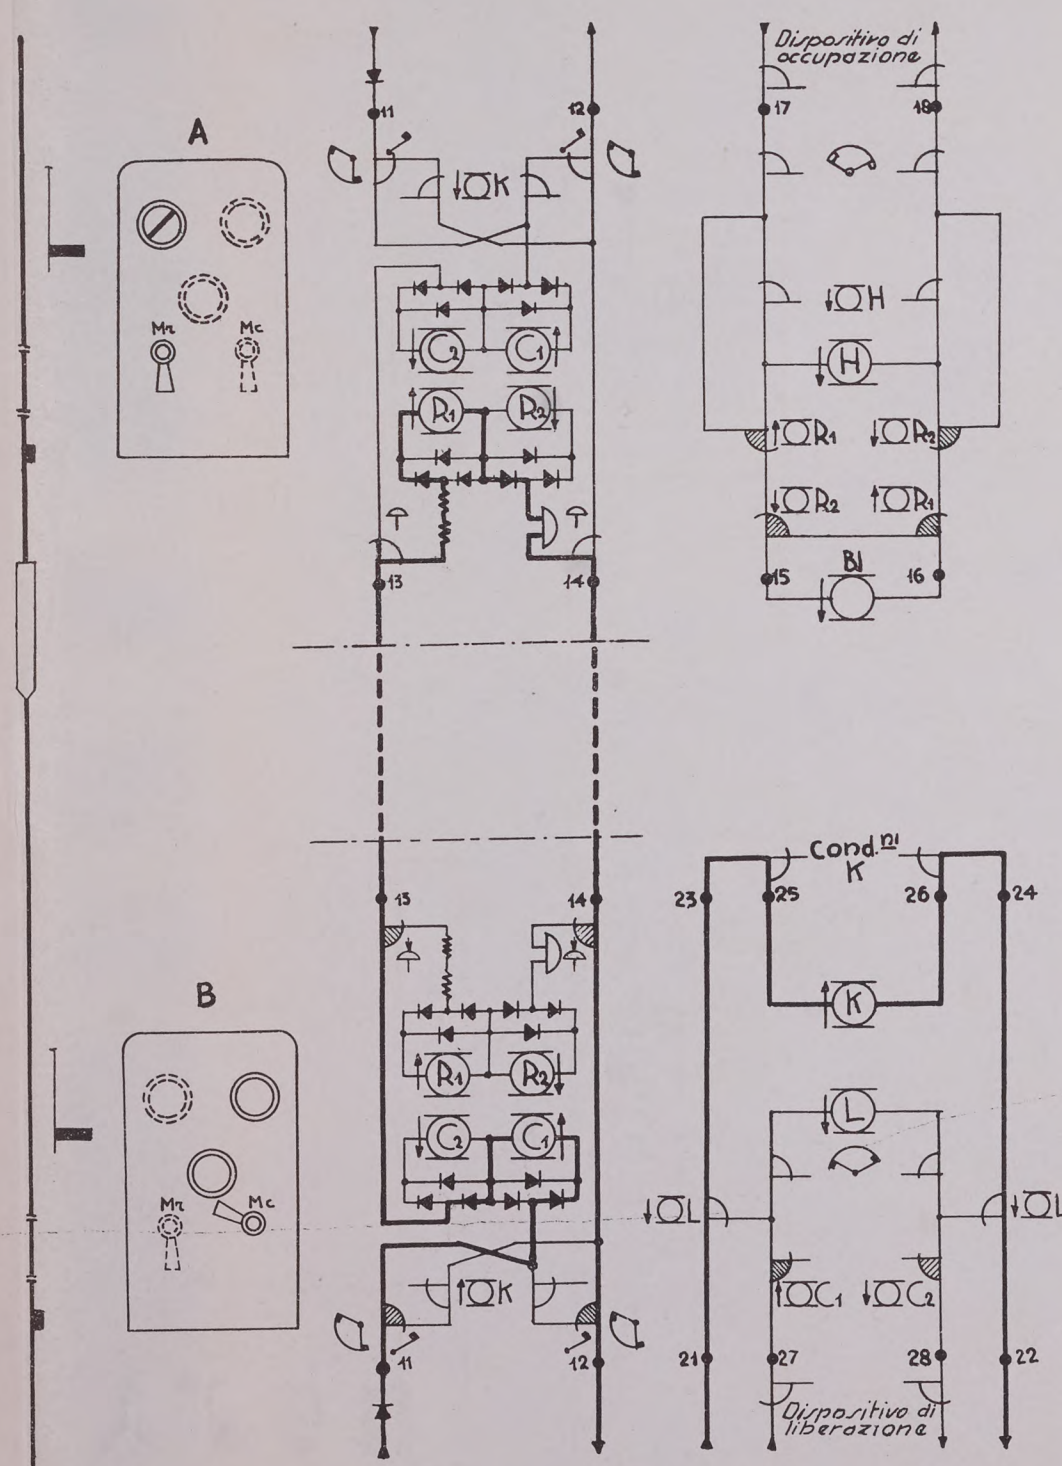 Dispositivo di
occupazione
11
12
17
18
A
K
Mr
Mc
C2
C1
H
H
R1
R2
R1
R2
R2
R1
13
14
15
16
Bl
Cond.ni
K
13
14
23
25
26
24
B
K
R1
R2
C2
C1
L
Mr
Mc
L
L
K
C1
C2
11
12
21
27
28
22
Dispositivo di
liberazione